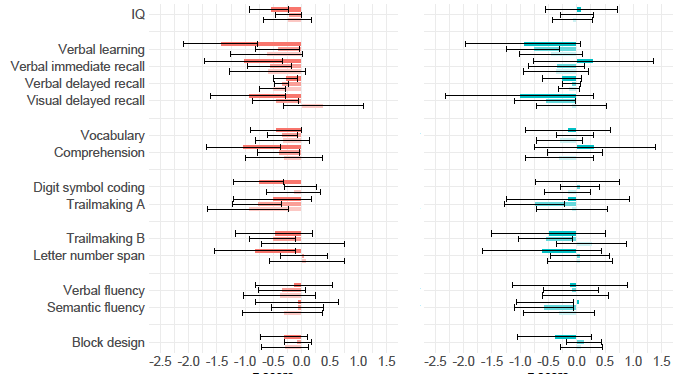 IQ
Verbal learning
Verbal immediate recall
Verbal delayed recall
Visual delayed recall
Vocabulary
Comprehension
Digit symbol coding
Trailmaking A
Trailmaking B
Letter number span
Verbal fluency
Semantic fluency
Block design
-2.5 -2.0 -1.5 -1.0 -0.5 0.0 0.5 1.0 1.5 -2.5 -2.0 -1.5 -1.0 -0.5 0.0 0.5 1.0 1.5